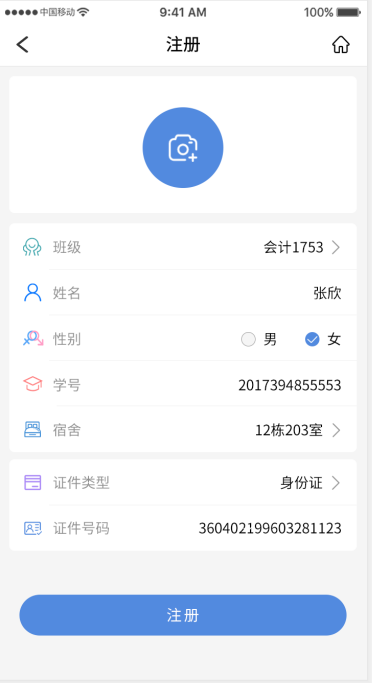 中国移动 9:41 AM 100%
注册
班级 会计1753
姓名 张欣
性别 男 女
学号 2017394855553
宿舍 12栋203室
证件类型 身份证
证件号码 360402199603281123
注册